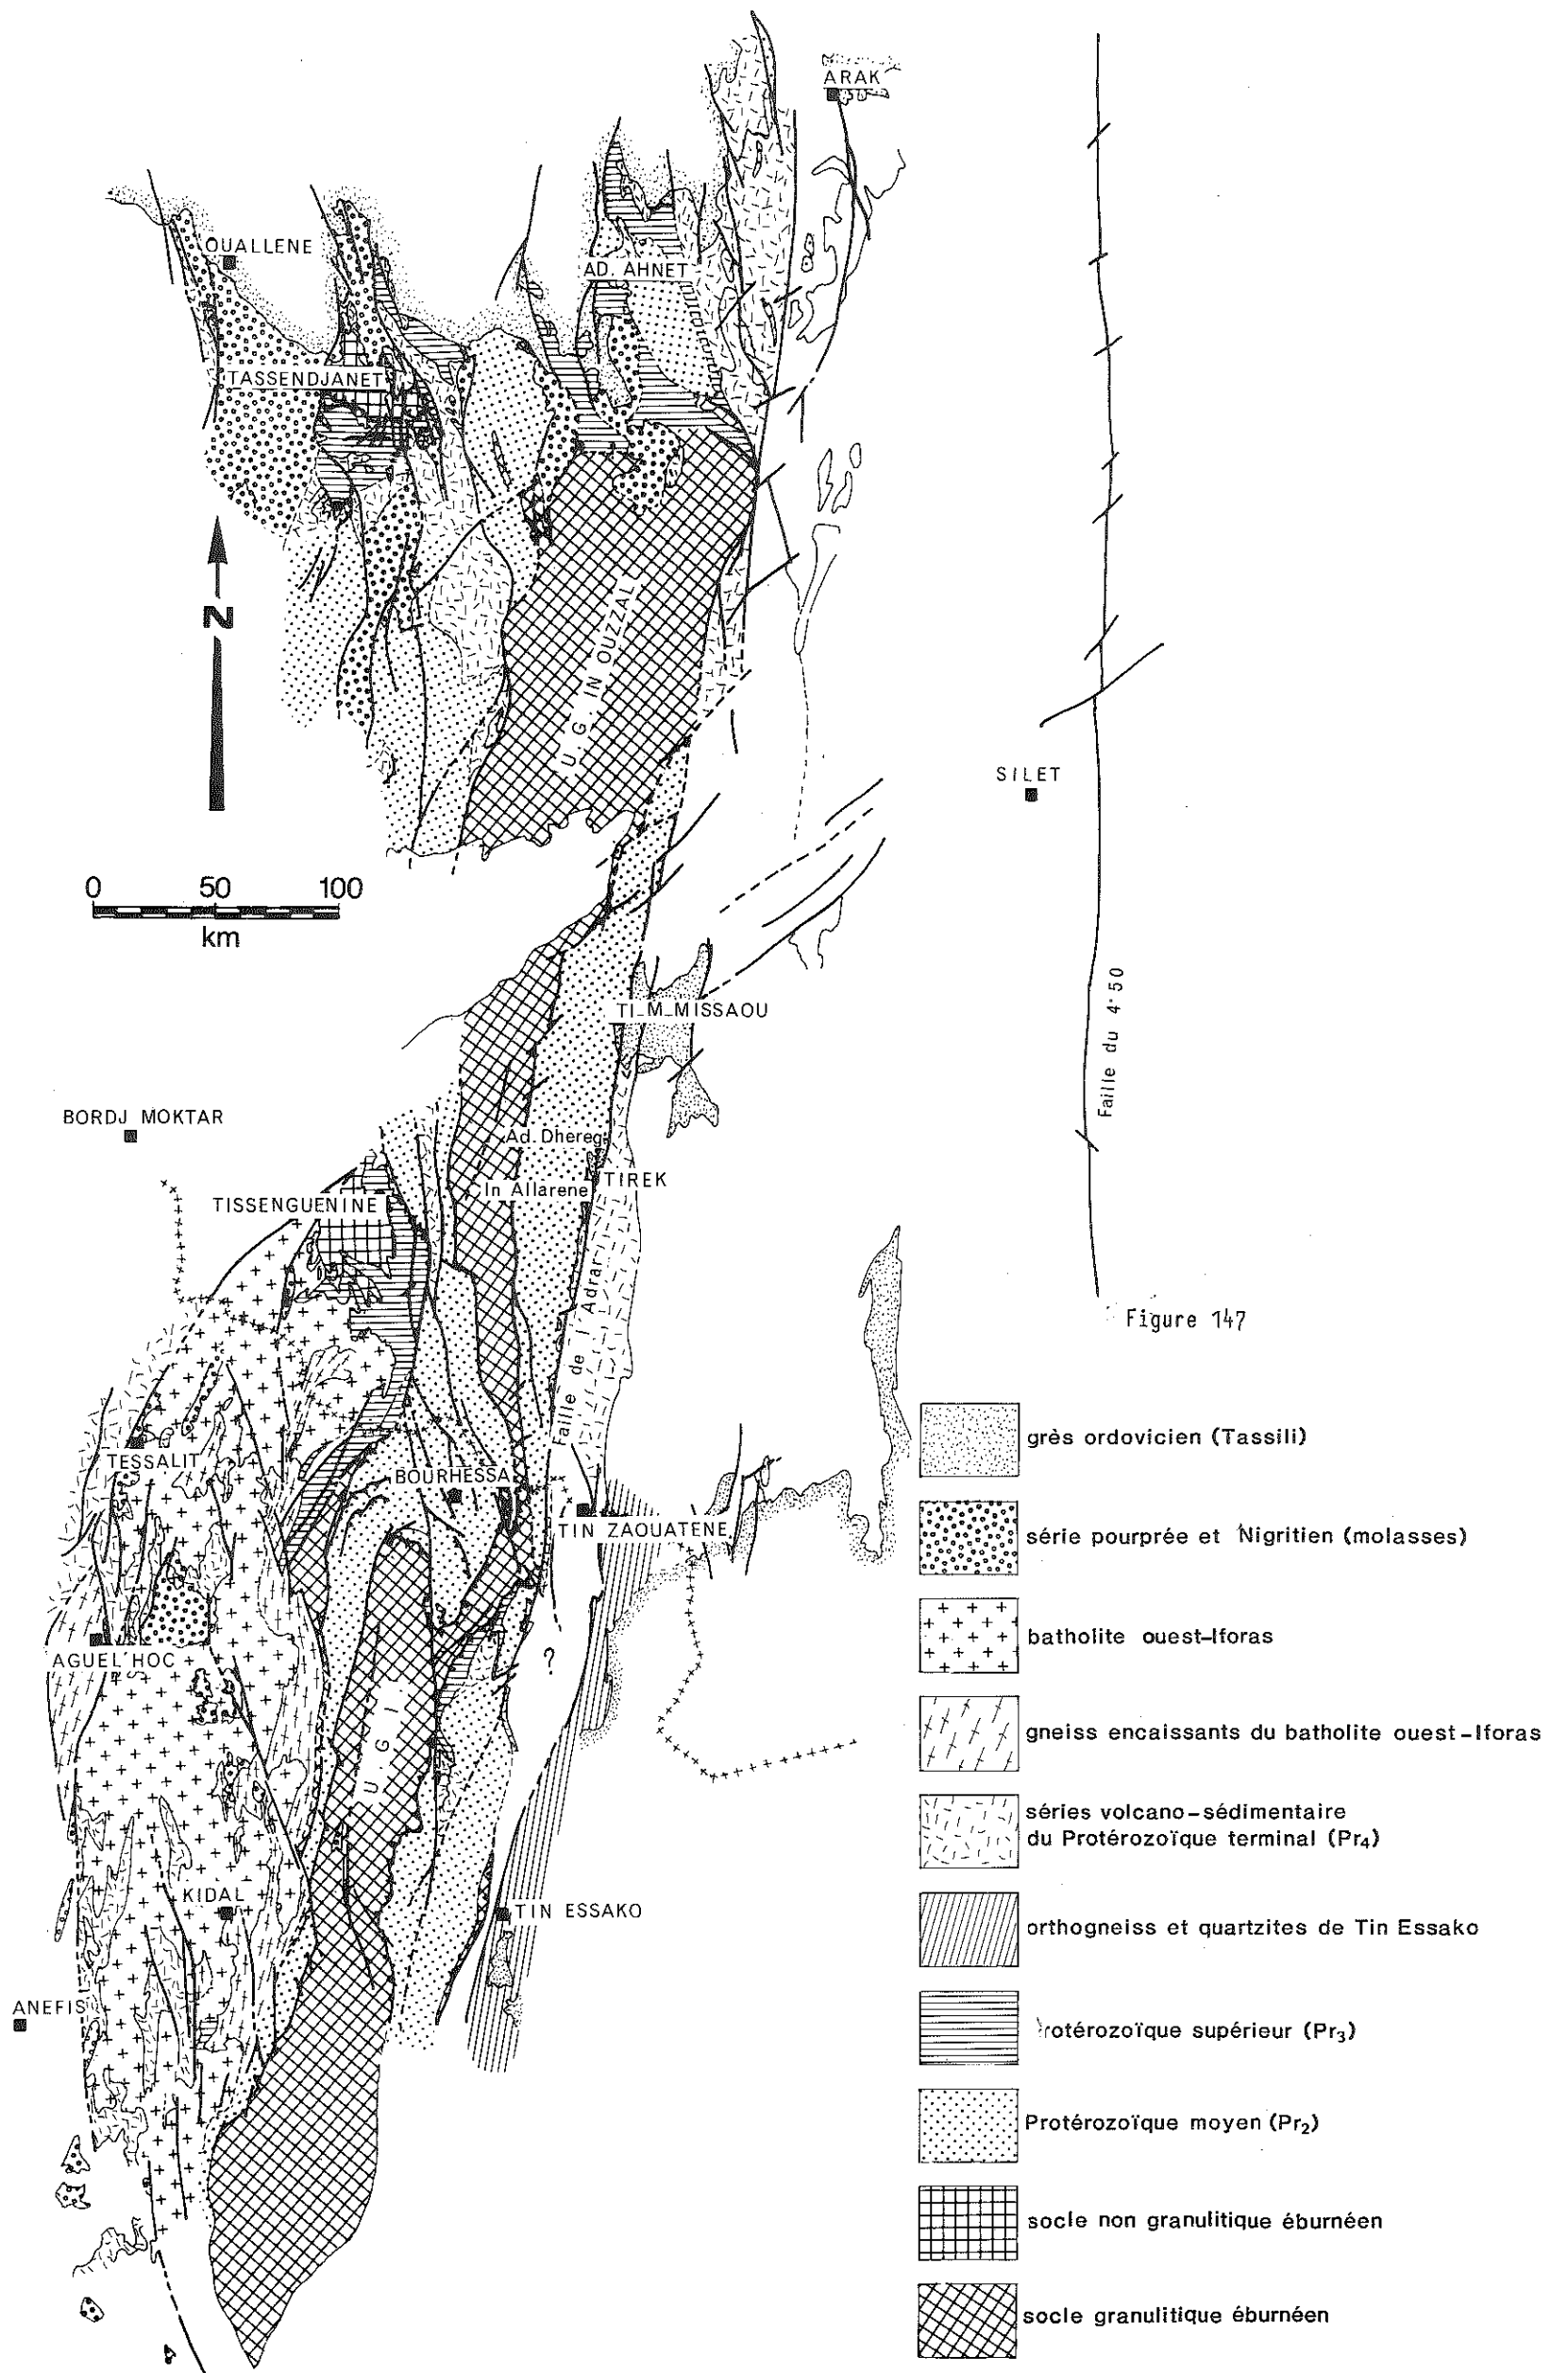 ARAK
OUALLENE
AD. AHNET
TASSENDJANET
N
U. G. IN OUZZAL
SILET
0 50 100
km
TI_M_MISSAOU
Faille du 4°50
BORDJ MOKTAR
Ad. Dhereg
In Allarene
TIREK
TISSENGUENINE
Faille de l Adrar
Figure 147
TESSALIT
BOURHESSA
TIN ZAOUATENE
AGUEL'HOC
?
U. G. I
KIDAL
TIN ESSAKO
ANEFIS
grès ordovicien (Tassili)
série pourprée et Nigritien (molasses)
batholite ouest-Iforas
gneiss encaissants du batholite ouest-Iforas
séries volcano-sédimentaire
du Protérozoïque terminal (Pr4)
orthogneiss et quartzites de Tin Essako
rotérozoïque supérieur (Pr3)
Protérozoïque moyen (Pr2)
socle non granulitique éburnéen
socle granulitique éburnéen